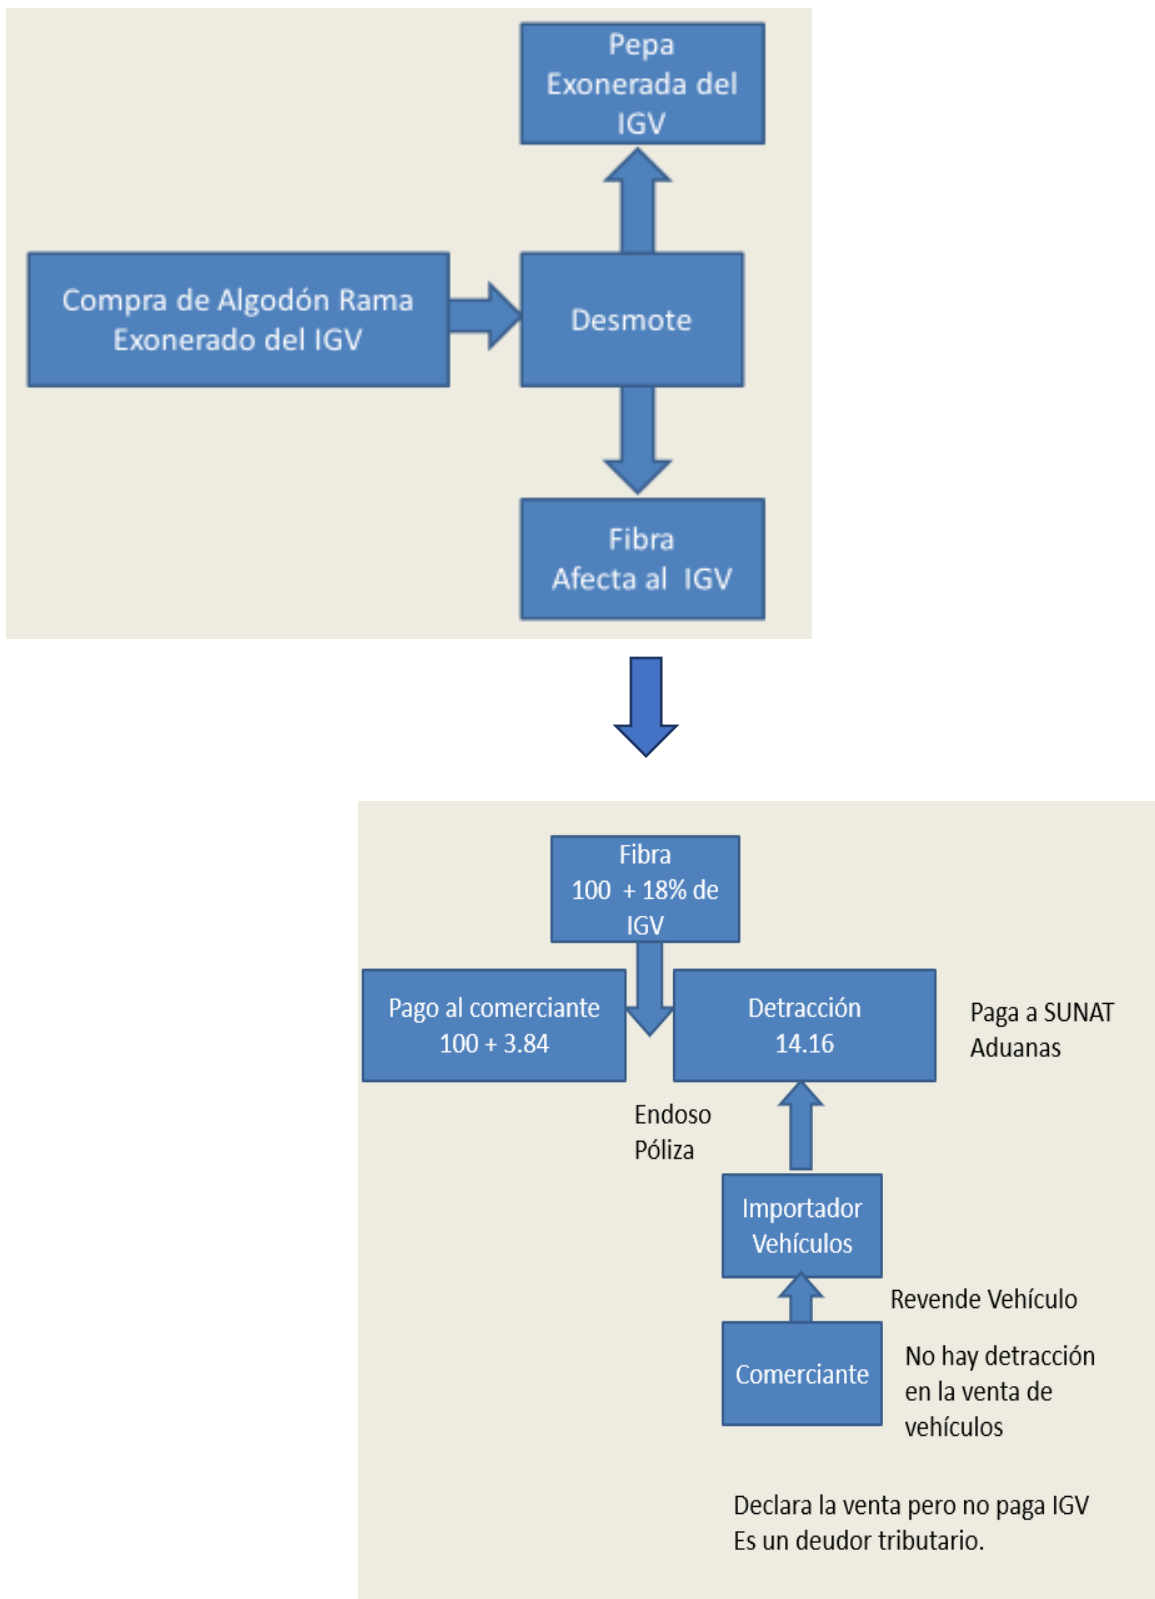 Pepa
Exonerada del
IGV
Compra de Algodón Rama
Exonerado del IGV
Desmote
Fibra
Afecta al IGV
Fibra
100 + 18% de
IGV
Pago al comerciante
100 + 3.84
Detracción
14.16
Paga a SUNAT
Aduanas
Endoso
Póliza
Importador
Vehículos
Revende Vehículo
Comerciante
No hay detracción
en la venta de
vehículos
Declara la venta pero no paga IGV
Es un deudor tributario.